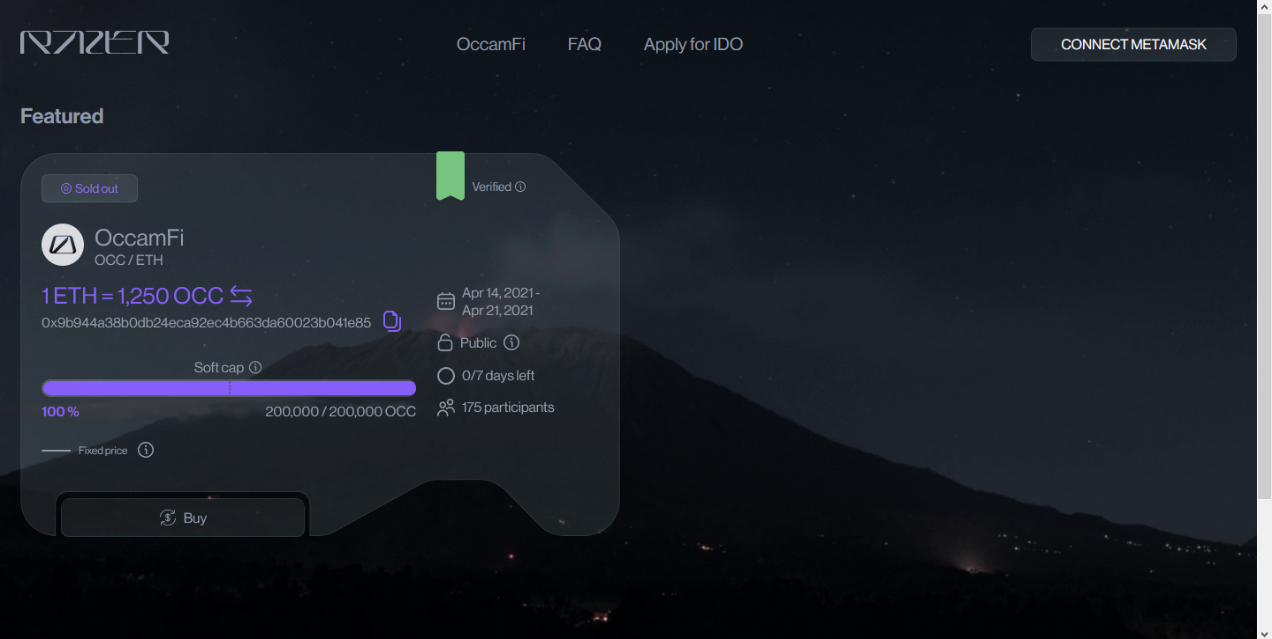 RAZER
OccamFi FAQ Apply for IDO
CONNECT METAMASK
Featured
Sold out
Verified
OccamFi
OCC / ETH
1 ETH = 1,250 OCC
0x9b944a38b0db24eca92ec4b663da60023b041e85
Soft cap
100 %
200,000 / 200,000 OCC
Fixed price
Apr 14, 2021 -
Apr 21, 2021
Public
0/7 days left
175 participants
Buy